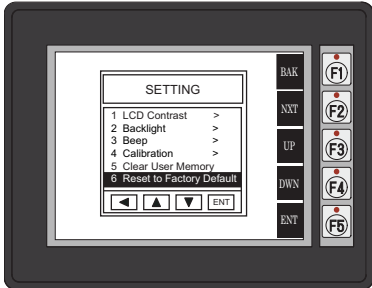 SETTING
1 LCD Contrast >
2 Backlight >
3 Beep >
4 Calibration >
5 Clear User Memory
6 Reset to Factory Default
ENT
BAK
NXT
UP
DWN
ENT
F1
F2
F3
F4
F5